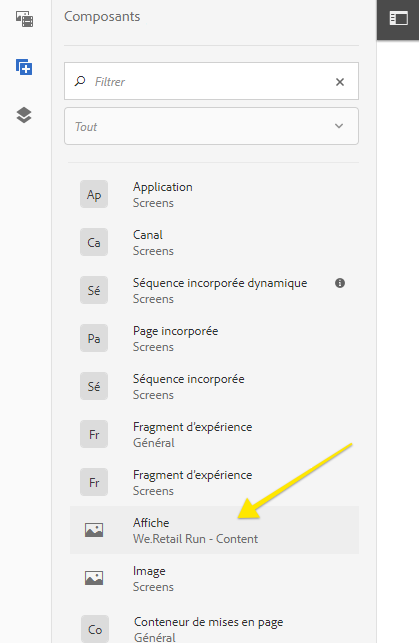 Composants
Filtrer
Tout
Ap
Application
Screens
Ca
Canal
Screens
Sé
Séquence incorporée dynamique
Screens
Pa
Page incorporée
Screens
Sé
Séquence incorporée
Screens
Fr
Fragment d'expérience
Général
Fr
Fragment d'expérience
Screens
Affiche
We.Retail Run - Content
Image
Screens
Co
Conteneur de mises en page
Général